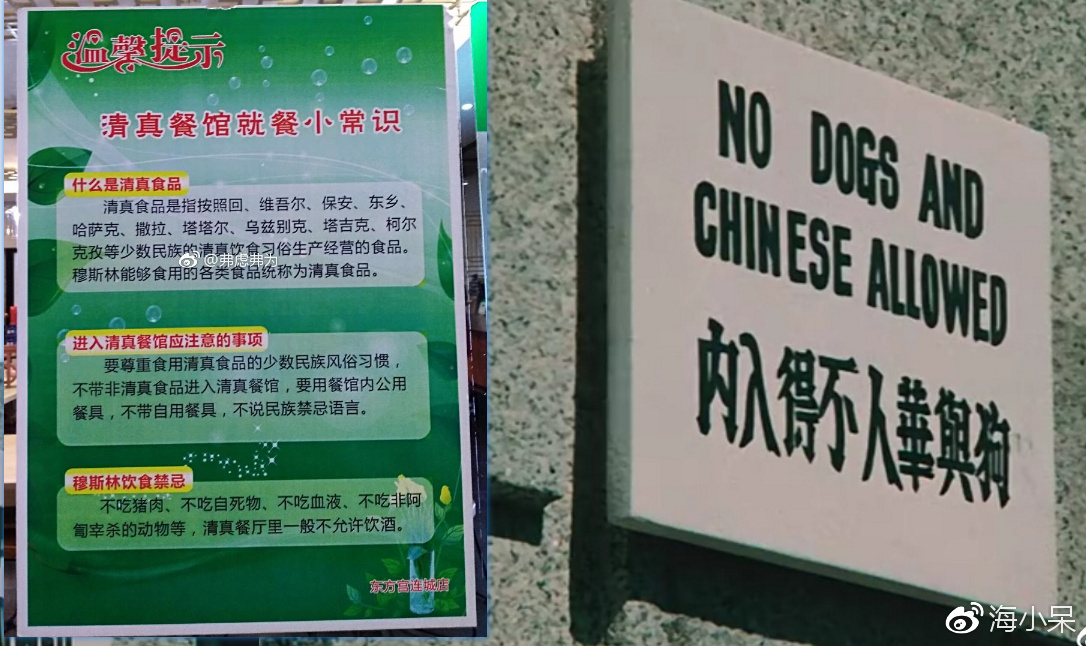 温馨提示
清真餐馆就餐小常识
什么是清真食品
清真食品是指按照回、维吾尔、保安、东乡、
哈萨克、撒拉、塔塔尔、乌兹别克、塔吉克、柯尔
克孜等少数民族的清真饮食习俗生产经营的食品。
穆斯林能够食用的各类食品统称为清真食品。
@弗虑弗为
进入清真餐馆应注意的事项
要尊重食用清真食品的少数民族风俗习惯，
不带非清真食品进入清真餐馆，要用餐馆内公用
餐具，不带自用餐具，不说民族禁忌语言。
穆斯林饮食禁忌
不吃猪肉、不吃自死物、不吃血液、不吃非阿
訇宰杀的动物等，清真餐厅里一般不允许饮酒。
东方宫连城店
NO DOGS AND
CHINESE ALLOWED
內入得不人華與狗
海小呆